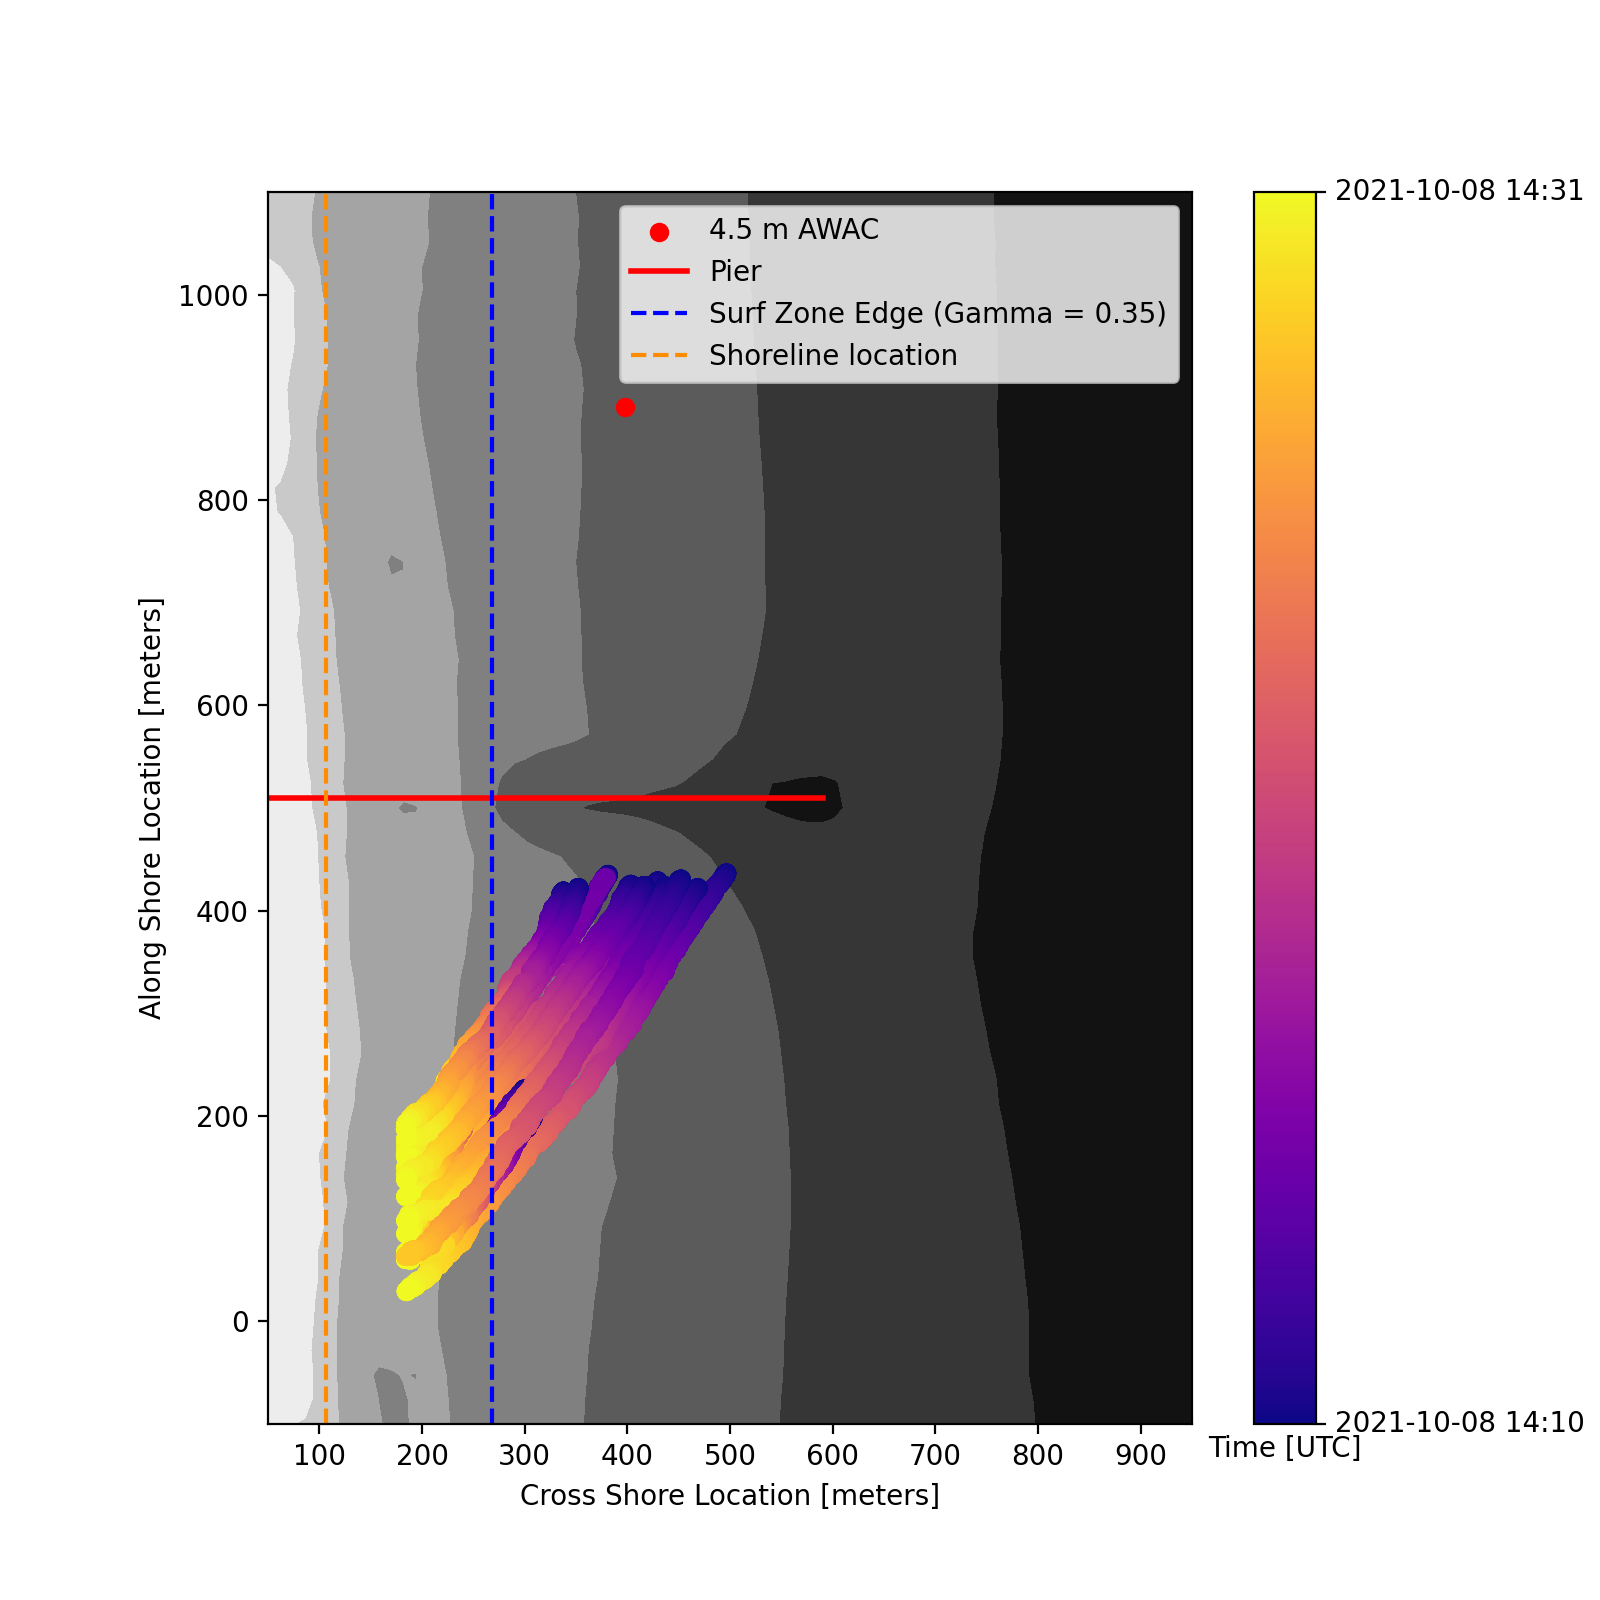 2021-10-08 14:31
4.5 m AWAC
Pier
Surf Zone Edge (Gamma = 0.35)
Shoreline location
1000
800
600
400
200
0
Along Shore Location [meters]
100 200 300 400 500 600 700 800 900
Cross Shore Location [meters]
2021-10-08 14:10
Time [UTC]